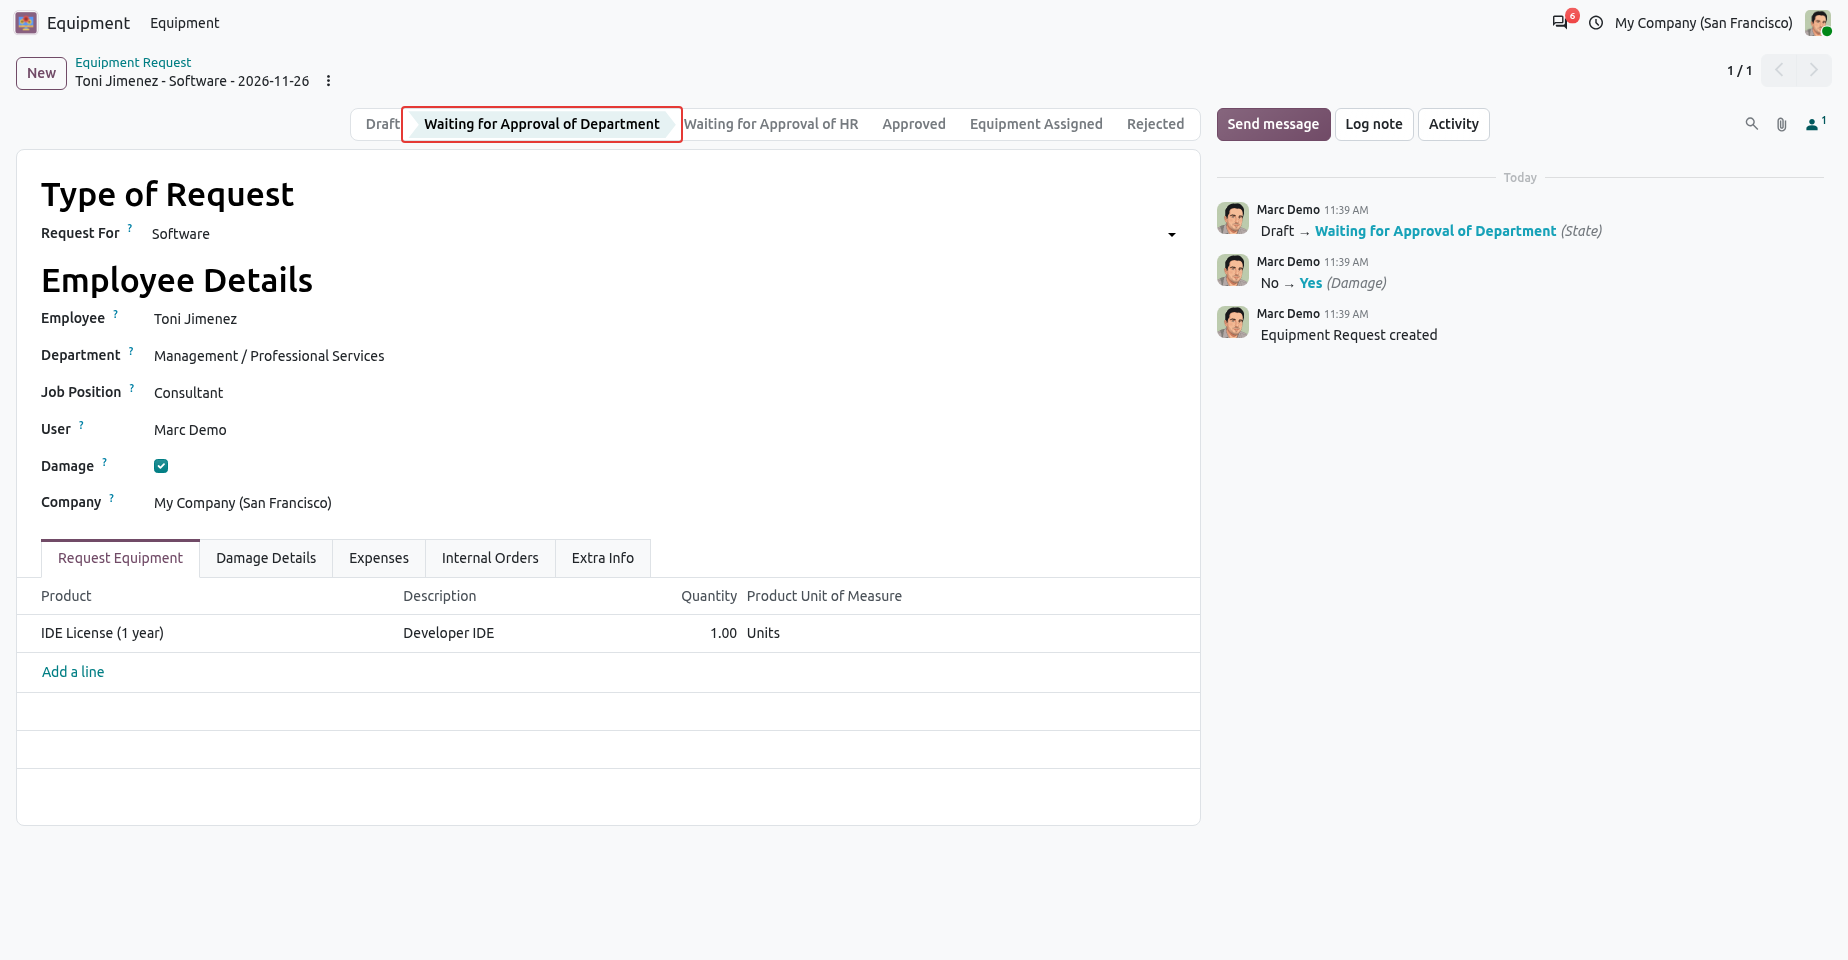 Equipment Equipment 6 My Company (San Francisco)
New Equipment Request
Toni Jimenez - Software - 2026-11-26
1 / 1
Draft Waiting for Approval of Department Waiting for Approval of HR Approved Equipment Assigned Rejected
Send message Log note Activity 1
Type of Request
Request For ? Software
Employee Details
Employee ? Toni Jimenez
Department ? Management / Professional Services
Job Position ? Consultant
User ? Marc Demo
Damage ?
Company ? My Company (San Francisco)
Request Equipment Damage Details Expenses Internal Orders Extra Info
Product Description Quantity Product Unit of Measure
IDE License (1 year) Developer IDE 1.00 Units
Add a line
Today
Marc Demo 11:39 AM
Draft → Waiting for Approval of Department (State)
Marc Demo 11:39 AM
No → Yes (Damage)
Marc Demo 11:39 AM
Equipment Request created